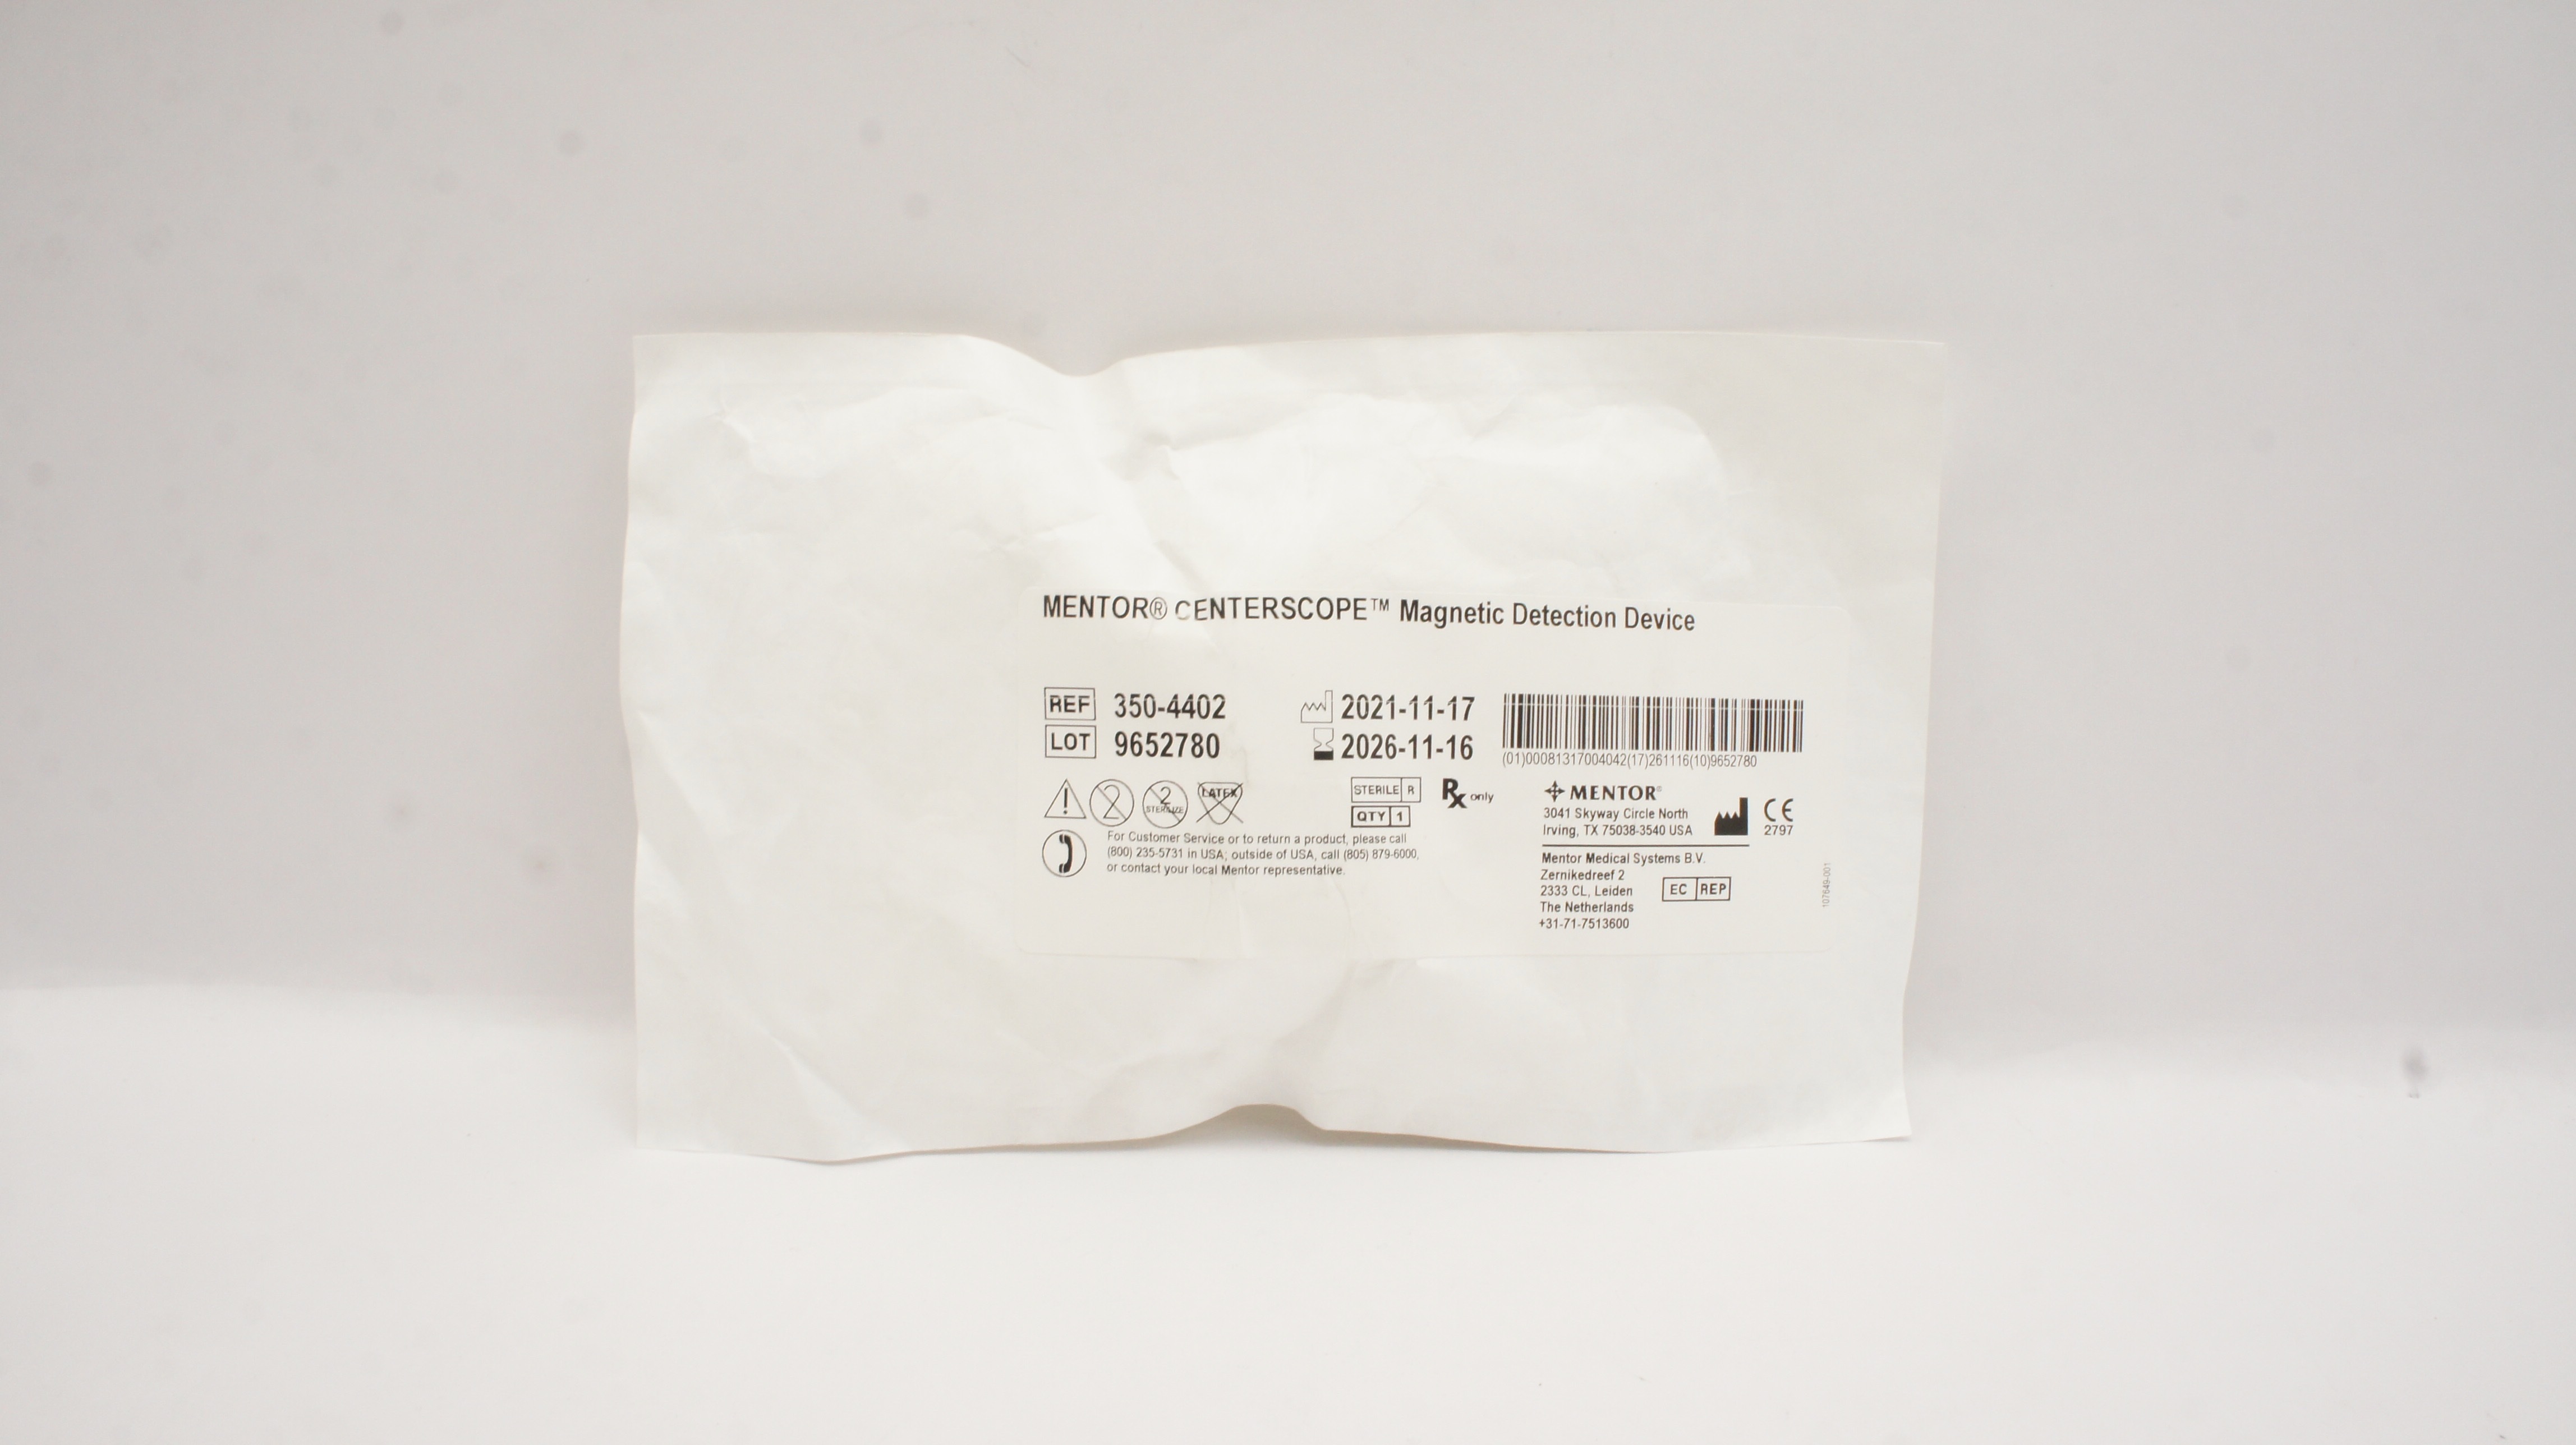 MENTOR® CENTERSCOPE™ Magnetic Detection Device
REF 350-4402
LOT 9652780
2021-11-17
2026-11-16
(01)00081317004042(17)261116(10)9652780
2
2
STERILIZE
LATEX
STERILE R
QTY 1
Rx only
For Customer Service or to return a product, please call
(800) 235-5731 in USA; outside of USA, call (805) 879-6000,
or contact your local Mentor representative.
MENTOR®
3041 Skyway Circle North
Irving, TX 75038-3540 USA
CE
2797
Mentor Medical Systems B.V.
Zernikedreef 2
2333 CL, Leiden
The Netherlands
+31-71-7513600
EC REP
107649-001